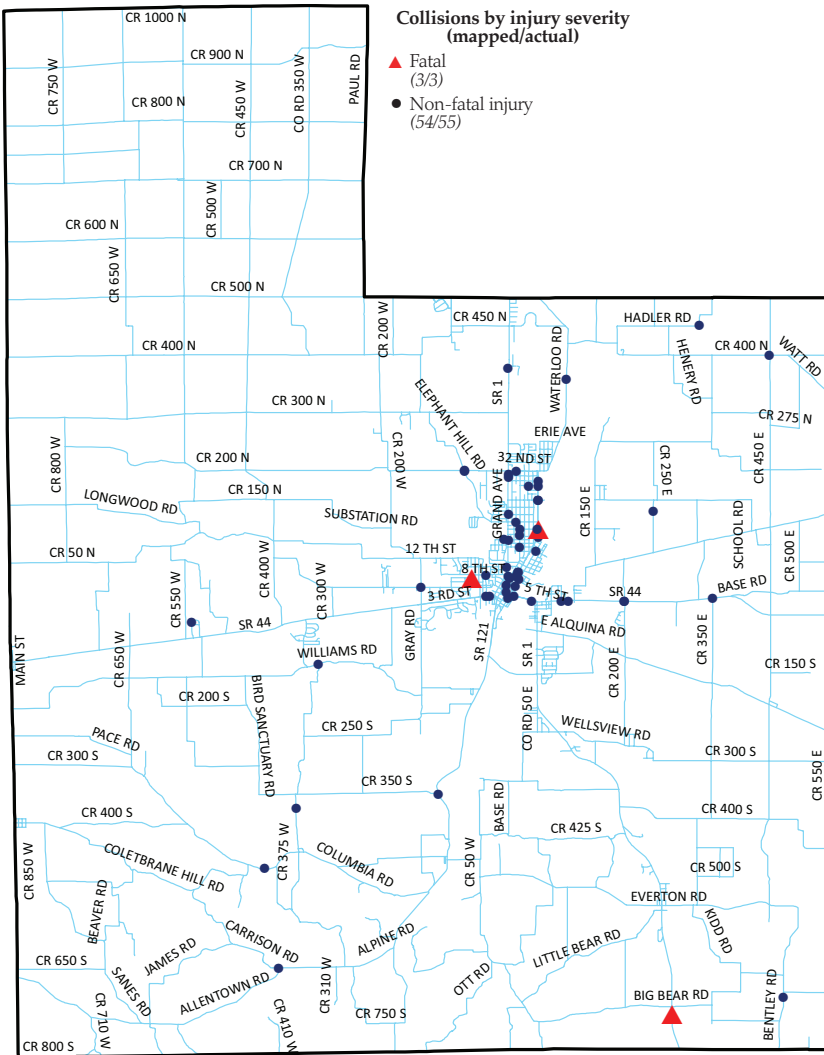 Collisions by injury severity
(mapped/actual)
Fatal
(3/3)
Non-fatal injury
(54/55)
CR 1000 N
CR 900 N
CR 750 W
CR 800 N
CR 450 W
CO RD 350 W
PAUL RD
CR 700 N
CR 500 W
CR 600 N
CR 650 W
CR 500 N
CR 200 W
CR 450 N
HADLER RD
CR 400 N
SR 1
WATERLOO RD
HENERY RD
CR 400 N
WATT RD
CR 300 N
ELEPHANT HILL RD
CR 275 N
ERIE AVE
CR 800 W
CR 200 N
CR 200 W
32 ND ST
CR 250 E
CR 450 E
LONGWOOD RD
CR 150 N
SUBSTATION RD
GRAND AVE
CR 150 E
SCHOOL RD
CR 500 E
CR 50 N
CR 400 W
12 TH ST
8 TH ST
CR 550 W
CR 300 W
3 RD ST
5 TH ST
SR 44
BASE RD
SR 44
GRAY RD
E ALQUINA RD
CR 350 E
MAIN ST
CR 650 W
WILLIAMS RD
SR 121
SR 1
CR 200 E
CR 150 S
CR 200 S
BIRD SANCTUARY RD
CO RD 50 E
PACE RD
CR 250 S
WELLSVIEW RD
CR 300 S
CR 300 S
CR 550 E
CR 350 S
CR 400 S
BASE RD
CR 400 S
CR 425 S
CR 850 W
COLETBRANE HILL RD
CR 375 W
COLUMBIA RD
CR 50 W
CR 500 S
BEAVER RD
EVERTON RD
CARRISON RD
ALPINE RD
KIDD RD
JAMES RD
LITTLE BEAR RD
CR 650 S
SANES RD
ALLENTOWN RD
CR 310 W
OTT RD
BIG BEAR RD
BENTLEY RD
CR 710 W
CR 410 W
CR 750 S
CR 800 S